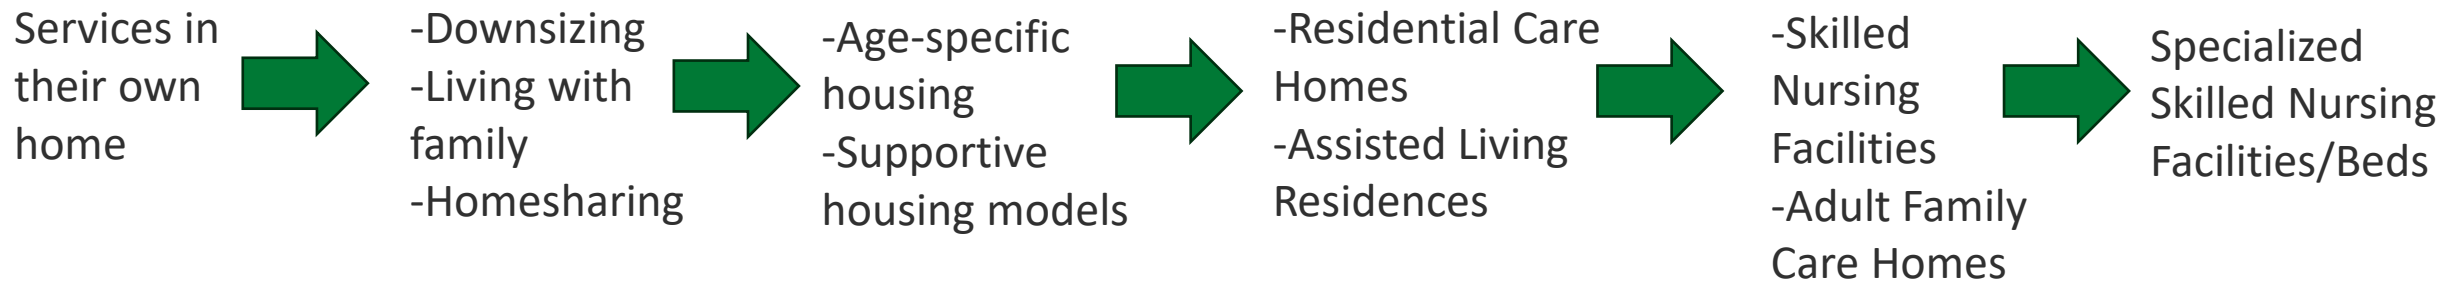 Services in
their own
home
-Downsizing
-Living with
family
-Homesharing
-Age-specific
housing
-Supportive
housing models
-Residential Care
Homes
-Assisted Living
Residences
-Skilled
Nursing
Facilities
-Adult Family
Care Homes
Specialized
Skilled Nursing
Facilities/Beds